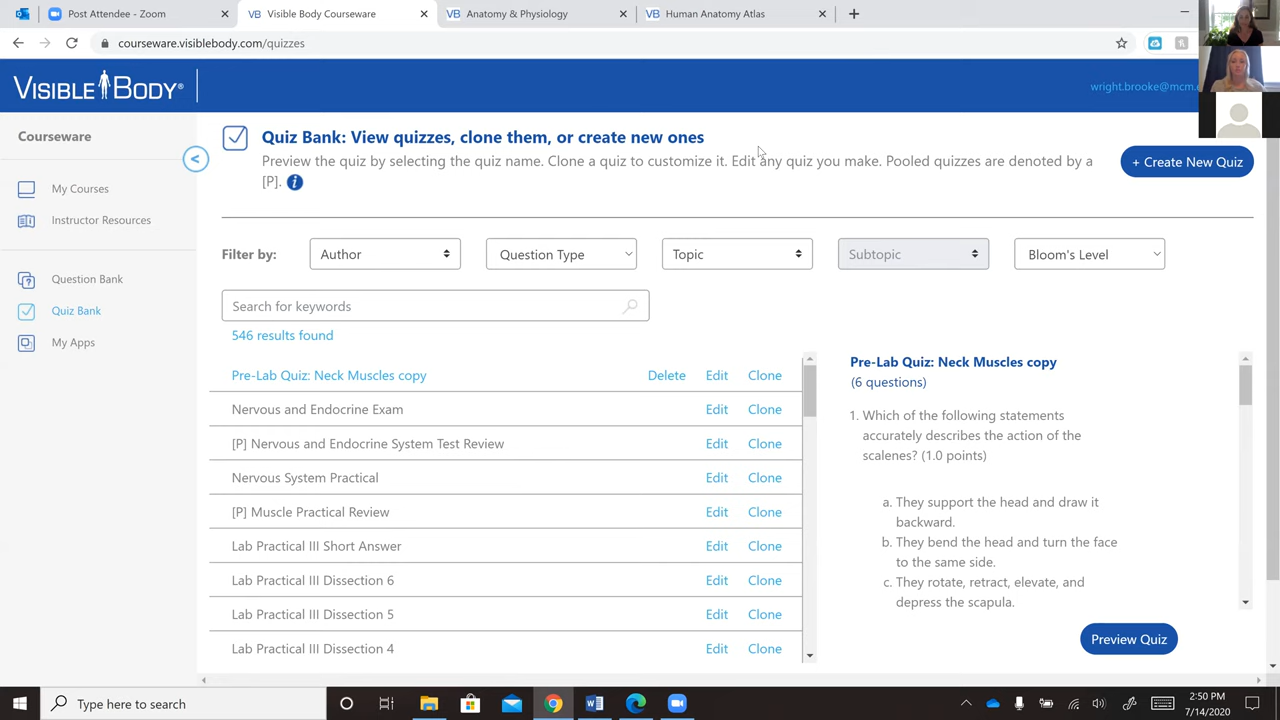 Post Attendee - Zoom
Visible Body Courseware
Anatomy & Physiology
Human Anatomy Atlas
courseware.visiblebody.com/quizzes
VISIBLE BODY®
wright.brooke@mcm.
Courseware
<
My Courses
Instructor Resources
Question Bank
Quiz Bank
My Apps
Quiz Bank: View quizzes, clone them, or create new ones
Preview the quiz by selecting the quiz name. Clone a quiz to customize it. Edit any quiz you make. Pooled quizzes are denoted by a
[P]. i
+ Create New Quiz
Filter by: Author Question Type Topic Subtopic Bloom's Level
Search for keywords
546 results found
Pre-Lab Quiz: Neck Muscles copy Delete Edit Clone
Nervous and Endocrine Exam Edit Clone
[P] Nervous and Endocrine System Test Review Edit Clone
Nervous System Practical Edit Clone
[P] Muscle Practical Review Edit Clone
Lab Practical III Short Answer Edit Clone
Lab Practical III Dissection 6 Edit Clone
Lab Practical III Dissection 5 Edit Clone
Lab Practical III Dissection 4 Edit Clone
Pre-Lab Quiz: Neck Muscles copy
(6 questions)
1. Which of the following statements
accurately describes the action of the
scalenes? (1.0 points)
a. They support the head and draw it
backward.
b. They bend the head and turn the face
to the same side.
c. They rotate, retract, elevate, and
depress the scapula.
Preview Quiz
Type here to search
2:50 PM
7/14/2020